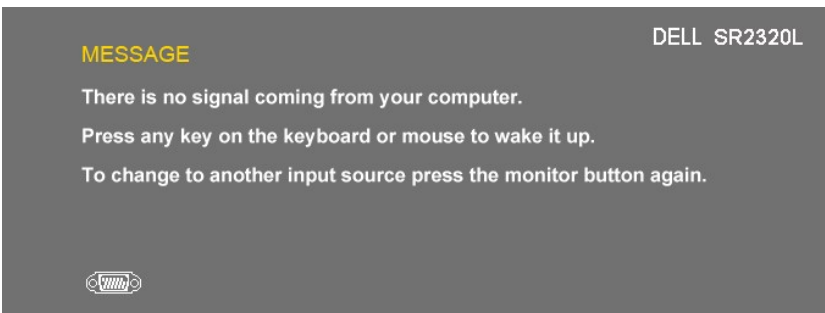 DELL SR2320L
MESSAGE
There is no signal coming from your computer.
Press any key on the keyboard or mouse to wake it up.
To change to another input source press the monitor button again.